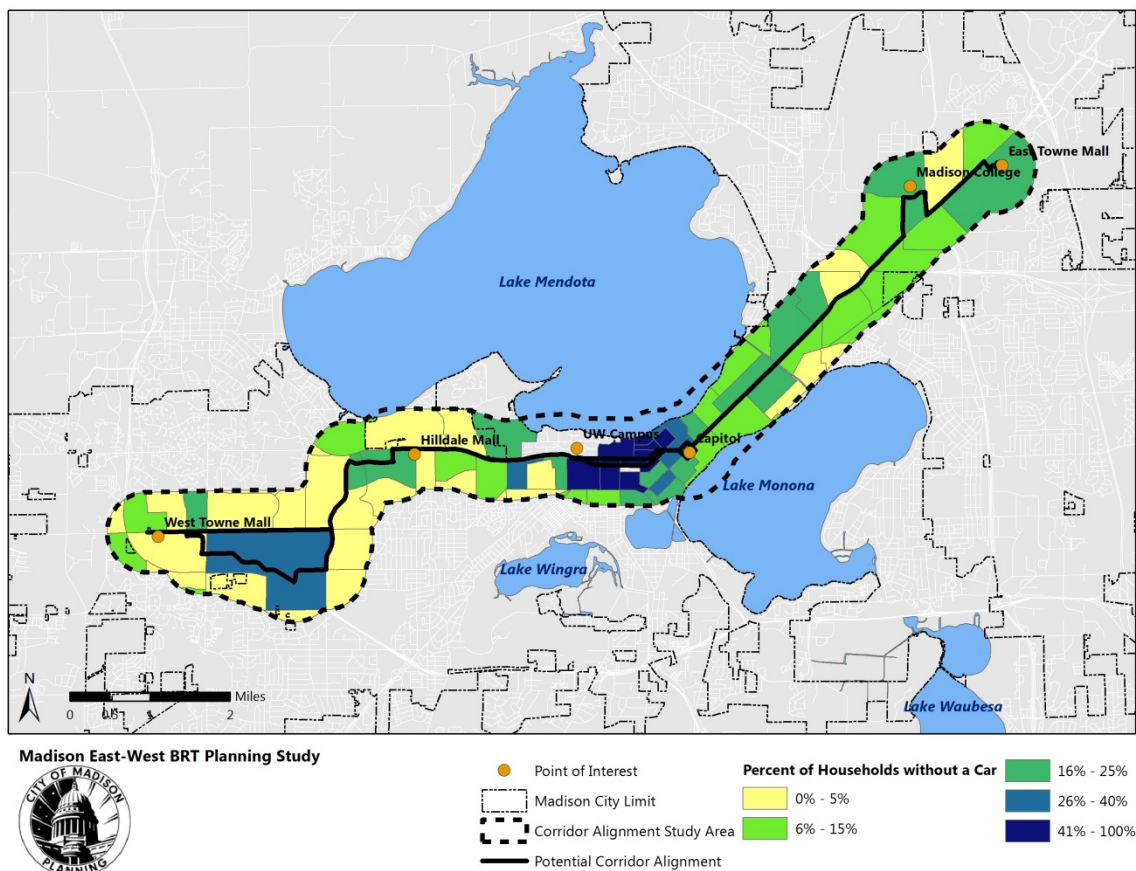 East Towne Mall
Madison College
Lake Mendota
UW Campus
Capitol
Hilldale Mall
Lake Monona
West Towne Mall
Lake Wingra
N
Miles
0 0.5 1 2
Lake Waubesa
Madison East-West BRT Planning Study
CITY OF MADISON
PLANNING
Point of Interest
Madison City Limit
Corridor Alignment Study Area
Potential Corridor Alignment
Percent of Households without a Car
0% - 5%
6% - 15%
16% - 25%
26% - 40%
41% - 100%